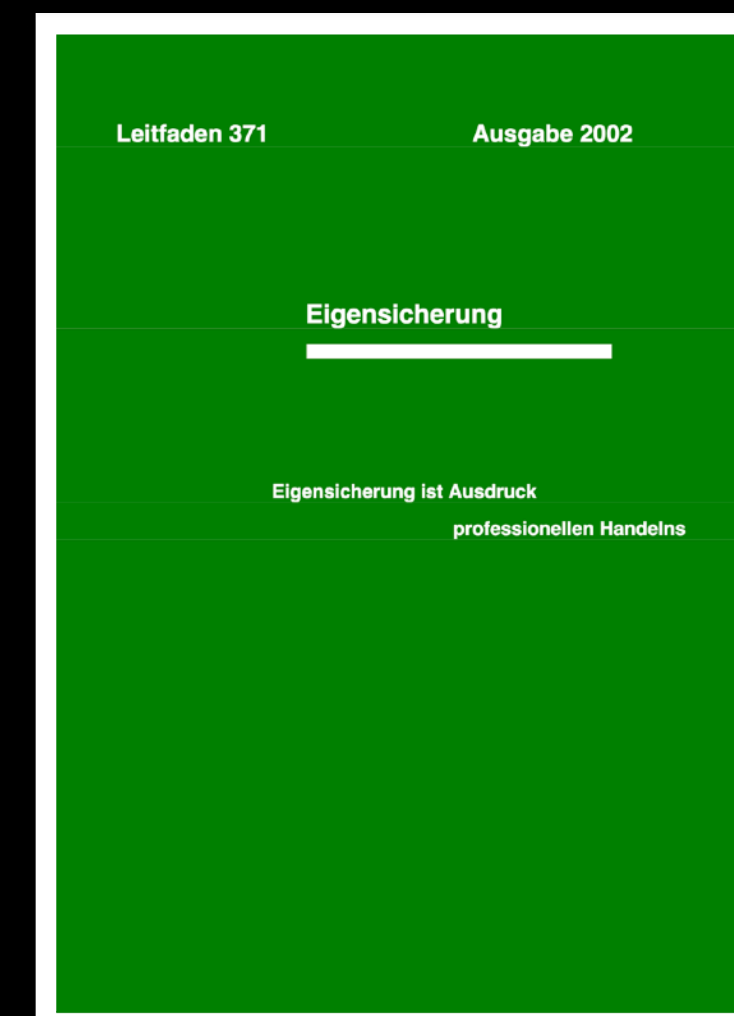 Leitfaden 371 Ausgabe 2002
Eigensicherung
Eigensicherung ist Ausdruck
professionellen Handelns